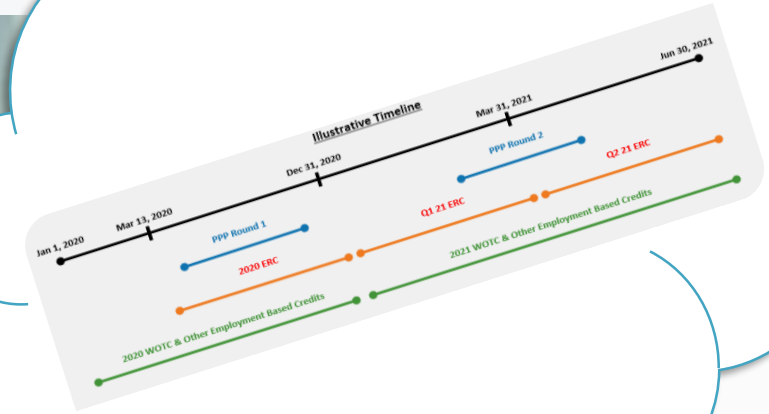 Illustrative Timeline
Jan 1, 2020
Mar 13, 2020
Dec 31, 2020
Mar 31, 2021
Jun 30, 2021
PPP Round 1
PPP Round 2
2020 ERC
Q1 21 ERC
Q2 21 ERC
2020 WOTC & Other Employment Based Credits
2021 WOTC & Other Employment Based Credits